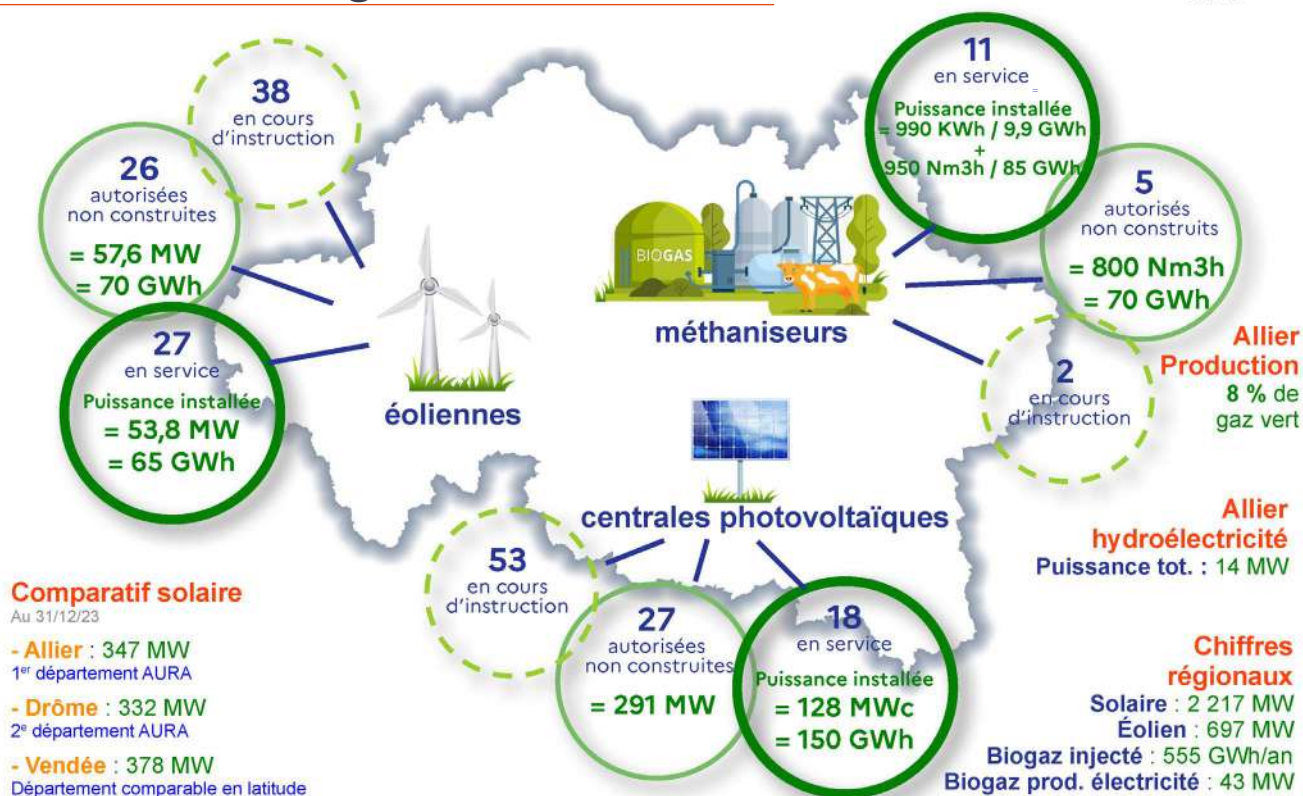 38
en cours
d'instruction
26
autorisées
non construites
= 57,6 MW
= 70 GWh
27
en service
Puissance installée
= 53,8 MW
= 65 GWh
éoliennes
11
en service
=
Puissance installée
= 990 KWh / 9,9 GWh
+
950 Nm3h / 85 GWh
5
autorisés
non construits
= 800 Nm3h
= 70 GWh
2
en cours
d'instruction
BIOGAS
méthaniseurs
Allier
Production
8 % de
gaz vert
centrales photovoltaïques
53
en cours
d'instruction
27
autorisées
non construites
= 291 MW
18
en service
Puissance installée
= 128 MWc
= 150 GWh
Allier
hydroélectricité
Puissance tot. : 14 MW
Comparatif solaire
Au 31/12/23
- Allier : 347 MW
1er département AURA
- Drôme : 332 MW
2e département AURA
- Vendée : 378 MW
Département comparable en latitude
Chiffres
régionaux
Solaire : 2 217 MW
Éolien : 697 MW
Biogaz injecté : 555 GWh/an
Biogaz prod. électricité : 43 MW